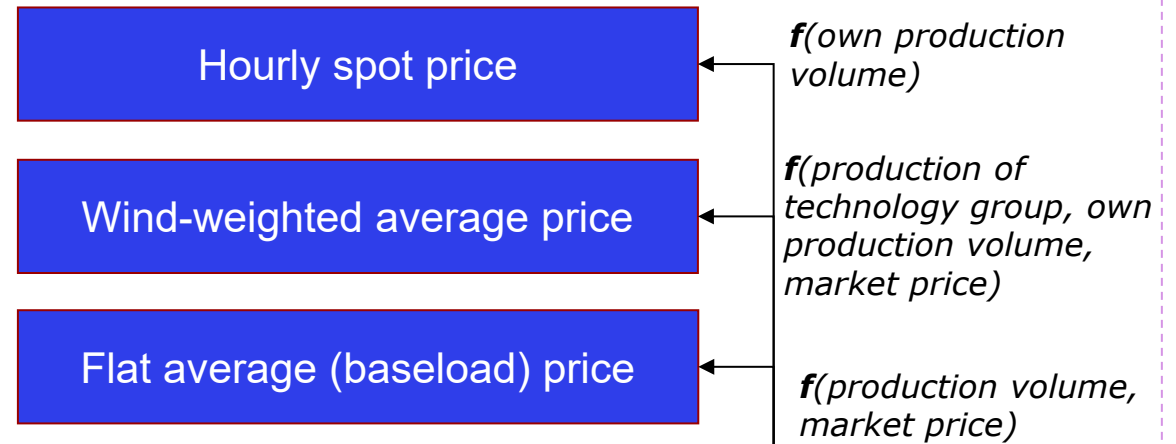 Hourly spot price
f(own production
volume)
Wind-weighted average price
f(production of
technology group, own
production volume,
market price)
Flat average (baseload) price
f(production volume,
market price)